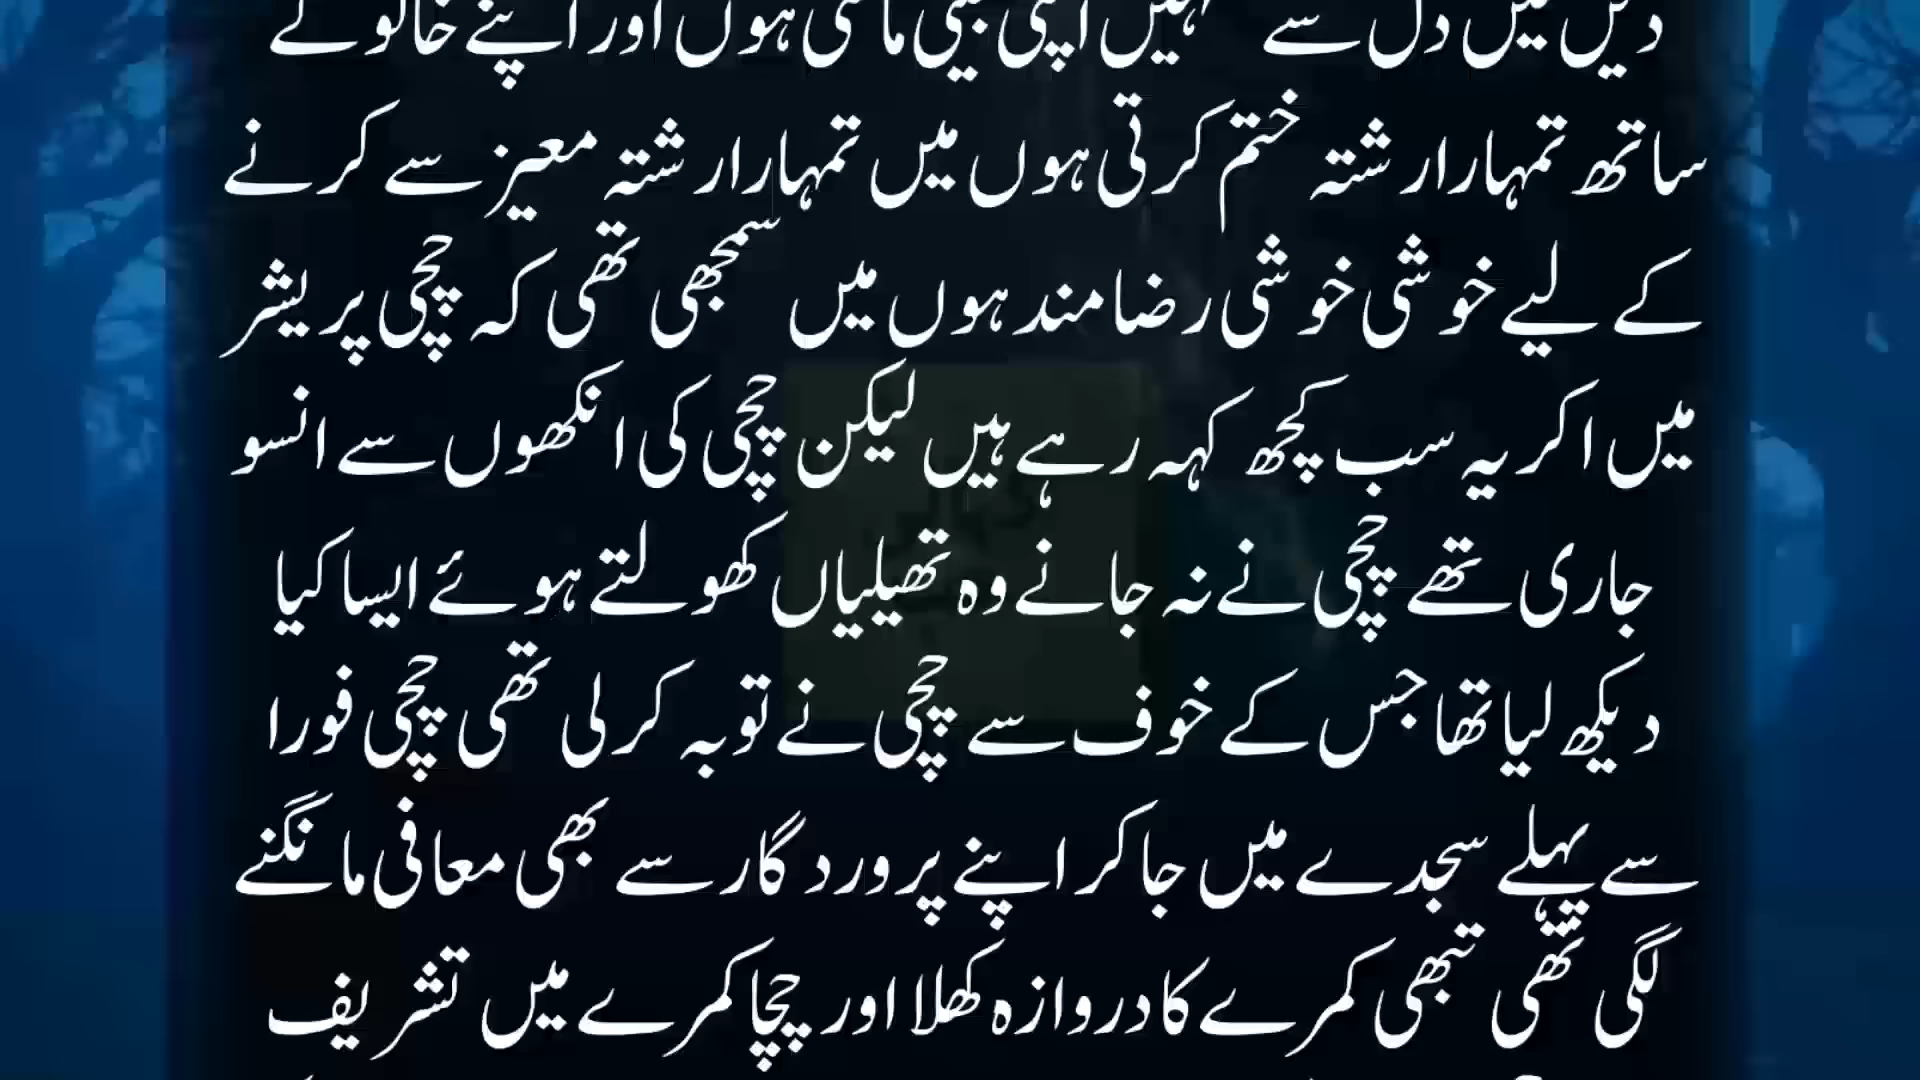 دیں میں دل سے تمہیں اپنی بیٹی مانتی ہوں اور اپنے خالو کے
ساتھ تمہارا رشتہ ختم کرتی ہوں میں تمہارا رشتہ معیز سے کرنے
کے لیے خوشی خوشی رضامند ہوں میں سمجھی تھی کہ چچی پریشر
میں اکر یہ سب کچھ کہہ رہے ہیں لیکن چچی کی انکھوں سے انسو
جاری تھے چچی نے نہ جانے وہ تھیلیاں کھولتے ہوئے ایسا کیا
دیکھ لیا تھا جس کے خوف سے چچی نے توبہ کر لی تھی چچی فورا
سے پہلے سجدے میں جا کر اپنے پروردگار سے بھی معافی مانگنے
لگی تھی تبھی کمرے کا دروازہ کھلا اور چچا کمرے میں تشریف